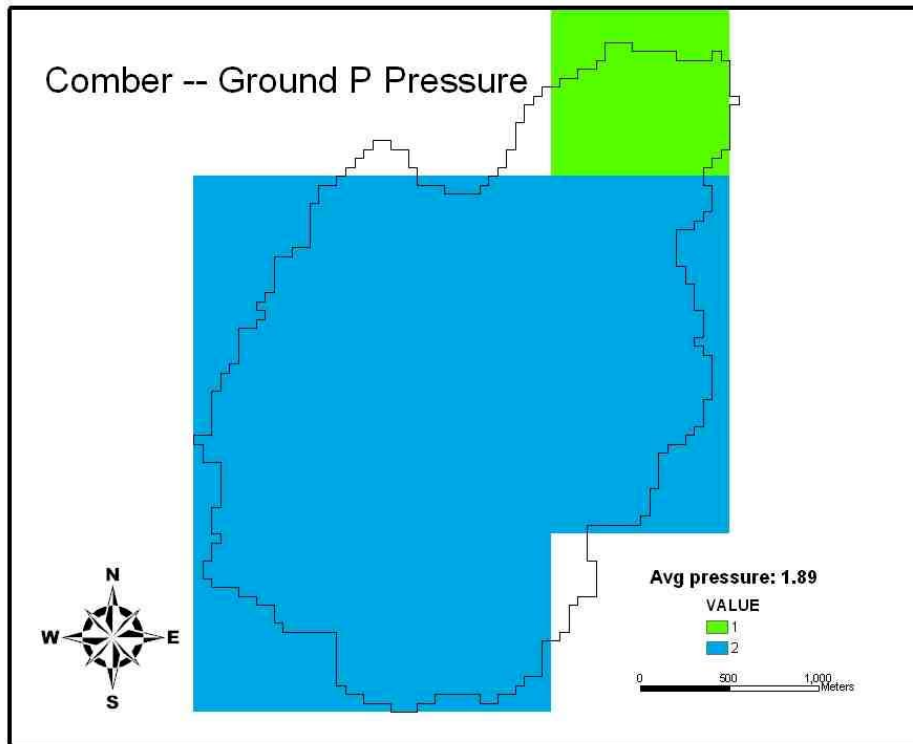 Comber -- Ground P Pressure
N
W E
S
Avg pressure: 1.89
VALUE
1
2
0 500 1,000
Meters